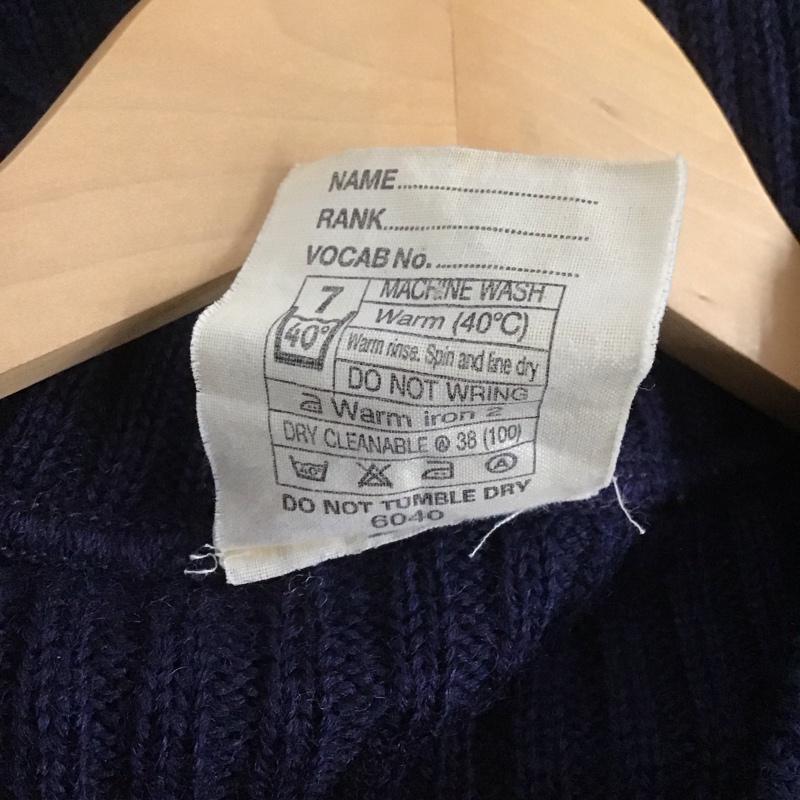 NAME
RANK
VOCAB No.
7
40°
MACHINE WASH
Warm (40°C)
Warm rinse. Spin and line dry
DO NOT WRING
a Warm iron 2
DRY CLEANABLE Ⓐ 38 (100)
40°
A
DO NOT TUMBLE DRY
6040